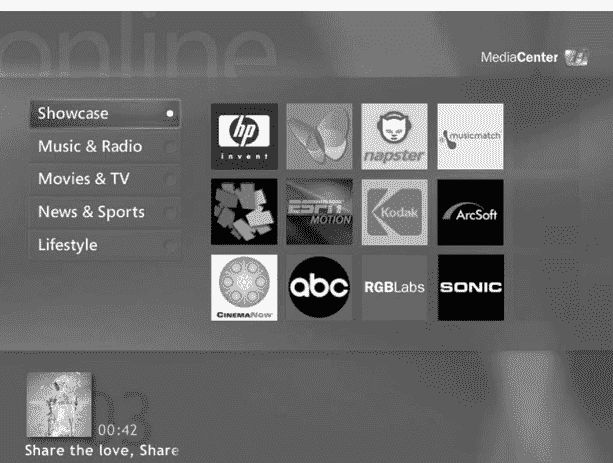 online
MediaCenter
Showcase
Music & Radio
Movies & TV
News & Sports
Lifestyle
hp
invent
napster
musicmatch
ESPN
MOTION
Kodak
ArcSoft
CINEMANOW
abc
RGBLabs
SONIC
03
00:42
Share the love, Share